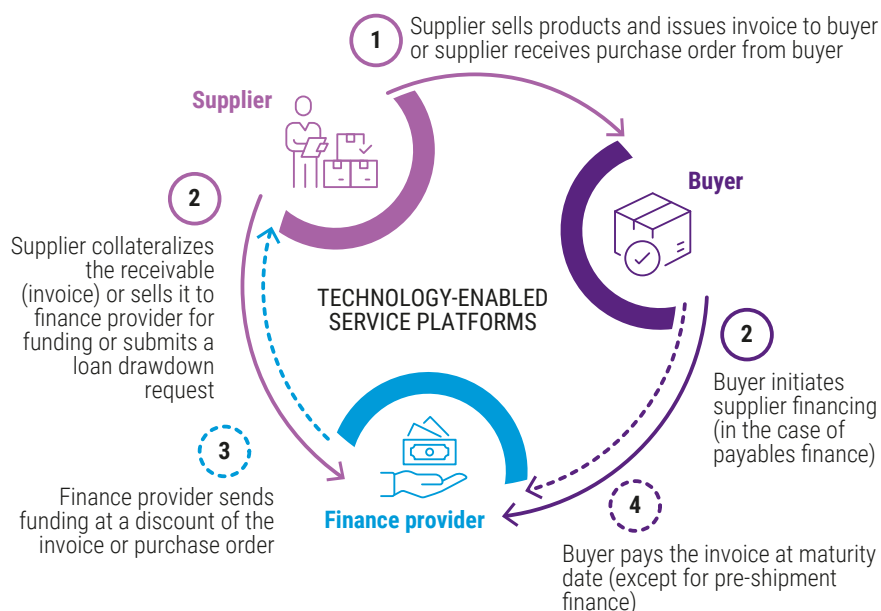 1
Supplier sells products and issues invoice to buyer
or supplier receives purchase order from buyer
Supplier
Buyer
2
Supplier collateralizes
the receivable
(invoice) or sells it to
finance provider for
funding or submits a
loan drawdown
request
TECHNOLOGY-ENABLED
SERVICE PLATFORMS
2
Buyer initiates
supplier financing
(in the case of
payables finance)
3
Finance provider sends
funding at a discount of the
invoice or purchase order
Finance provider
4
Buyer pays the invoice at maturity
date (except for pre-shipment
finance)